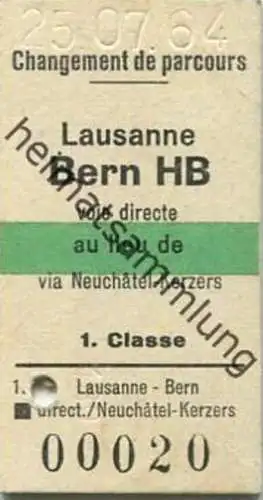 25 07 64
Changement de parcours
Lausanne
Bern HB
voie directe
au lieu de
via Neuchâtel-Kerzers
1. Classe
1. Lausanne - Bern
direct./Neuchâtel-Kerzers
00020
heimatsammlung